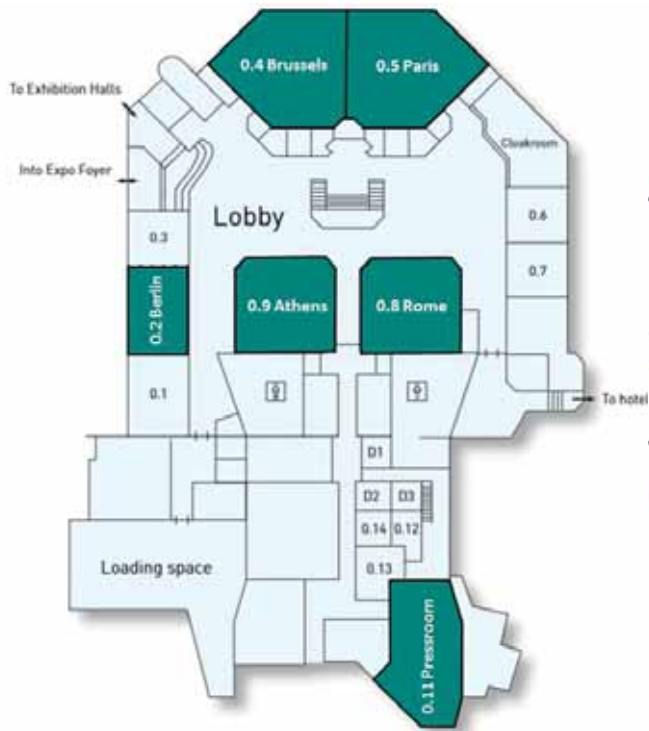 0.4 Brussels
0.5 Paris
To Exhibition Halls
Cloakroom
Into Expo Foyer
Lobby
0.3
0.6
0.7
0.2 Berlin
0.9 Athens
0.8 Rome
0.1
To hotel
D1
D2
D3
0.14
0.12
0.13
Loading space
0.11 Pressroom